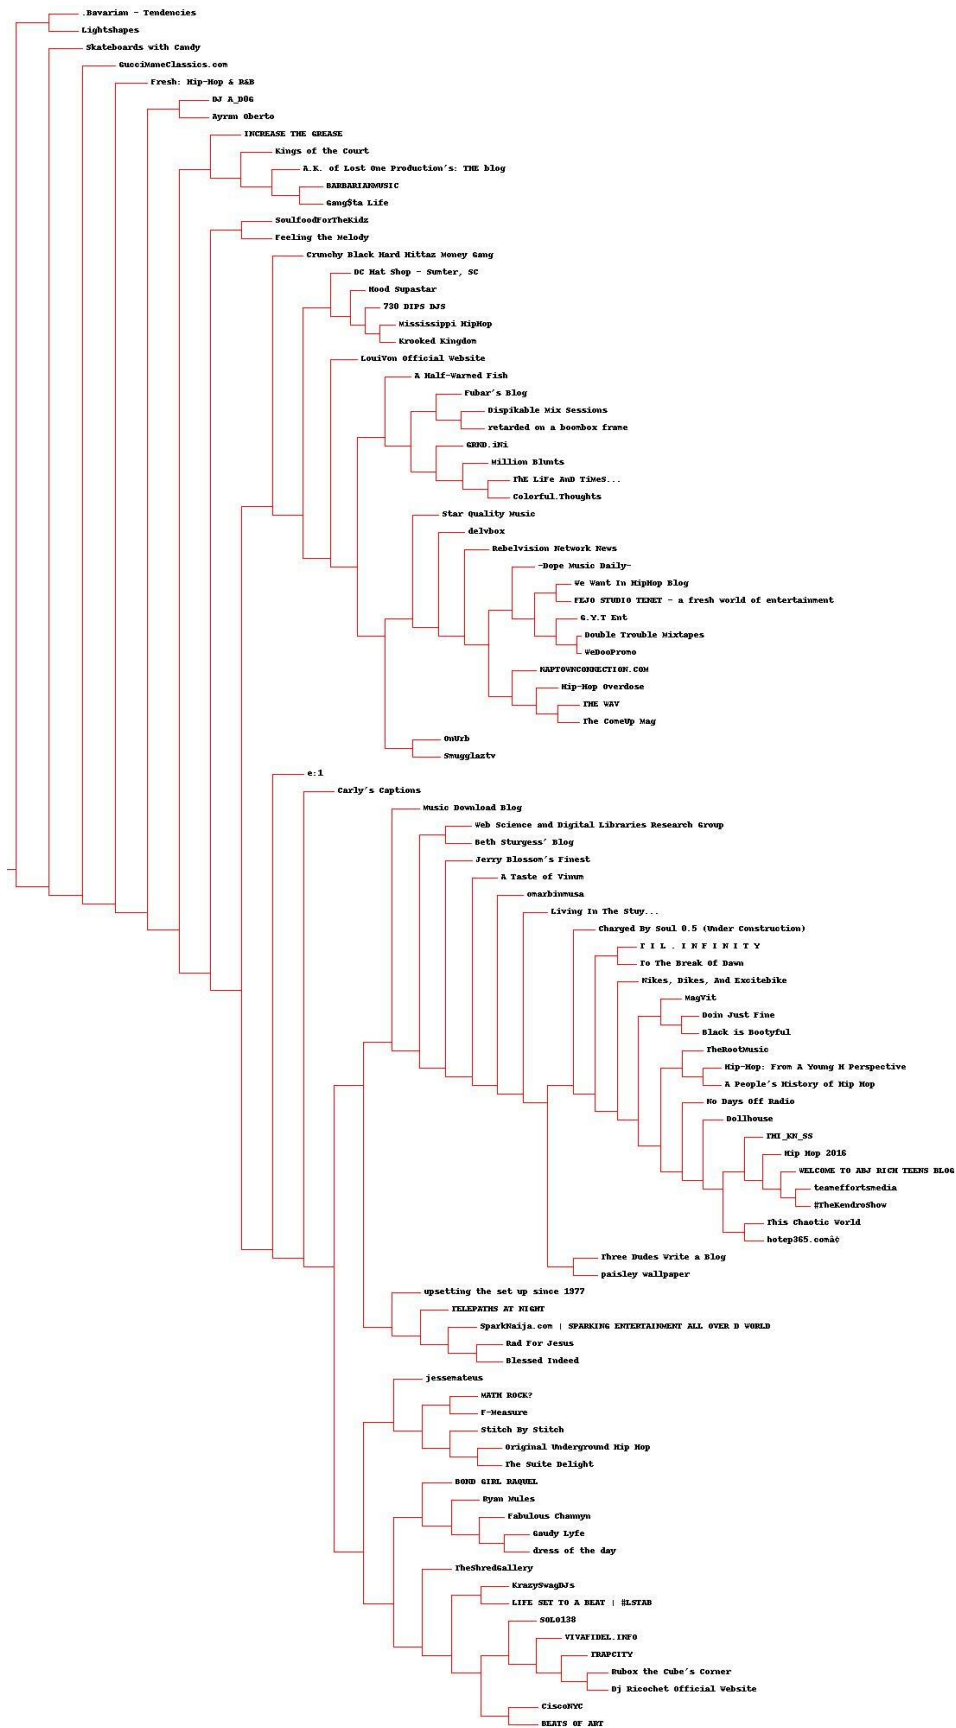 .Bavarian - Tendencies
Lightshapes
Skateboards with Candy
GucciManeClassics.com
Fresh: Hip-Hop & R&B
DJ A_D0G
Ayran Oberto
INCREASE THE GREASE
Kings of the Court
A.K. of Lost One Production's: THE blog
BARBARIANMUSIC
Gang$ta Life
SoulfoodForTheKidz
Feeling the Melody
Crunchy Black Hard Hittaz Money Gang
DC Hat Shop - Sumter, SC
Hood Supastar
730 DIPS DJS
Mississippi HipHop
Krooked Kingdom
LouiVon Official Website
A Half-Warmed Fish
Fubar's Blog
Dispikable Mix Sessions
retarded on a boombox frame
GRND.iNi
Million Blunts
ThE LiFe AnD TiMeS...
Colorful.Thoughts
Star Quality Music
delvbox
Rebelvision Network News
-Dope Music Daily-
We Want In HipHop Blog
FEJO STUDIO TENET - a fresh world of entertainment
G.Y.T Ent
Double Trouble Mixtapes
WeDooPromo
NAPTOWNCONNECTION.COM
Hip-Hop Overdose
THE WAV
The ComeUp Mag
OnUrb
Smugglaztv
e:1
Carly's Captions
Music Download Blog
Web Science and Digital Libraries Research Group
Beth Sturgess' Blog
Jerry Blossom's Finest
A Taste of Vinum
omarbinmusa
Living In The Stuy...
Charged By Soul 0.5 (Under Construction)
T I L . I N F I N I T Y
To The Break Of Dawn
Nikes, Dikes, And Excitebike
MagVit
Doin Just Fine
Black is Bootyful
TheRootMusic
Hip-Hop: From A Young H Perspective
A People's History of Hip Hop
No Days Off Radio
Dollhouse
THI_KN_SS
Hip Hop 2016
WELCOME TO ABJ RICH TEENS BLOG
teameffortsmedia
#TheKendroShow
This Chaotic World
hotep365.comâ¢
Three Dudes Write a Blog
paisley wallpaper
upsetting the set up since 1977
TELEPATHS AT NIGHT
SparkNaija.com | SPARKING ENTERTAINMENT ALL OVER D WORLD
Rad For Jesus
Blessed Indeed
jessemateus
MATH ROCK?
F-Measure
Stitch By Stitch
Original Underground Hip Hop
The Suite Delight
BOND GIRL RAQUEL
Ryan Mules
Fabulous Channyn
Gaudy Lyfe
dress of the day
TheShredGallery
KrazySwagDJs
LIFE SET TO A BEAT | #LSTAB
SOLO138
VIVAFIDEL.INFO
TRAPCITY
Rubox the Cube's Corner
Dj Ricochet Official Website
CiscoNYC
BEATS OF ART